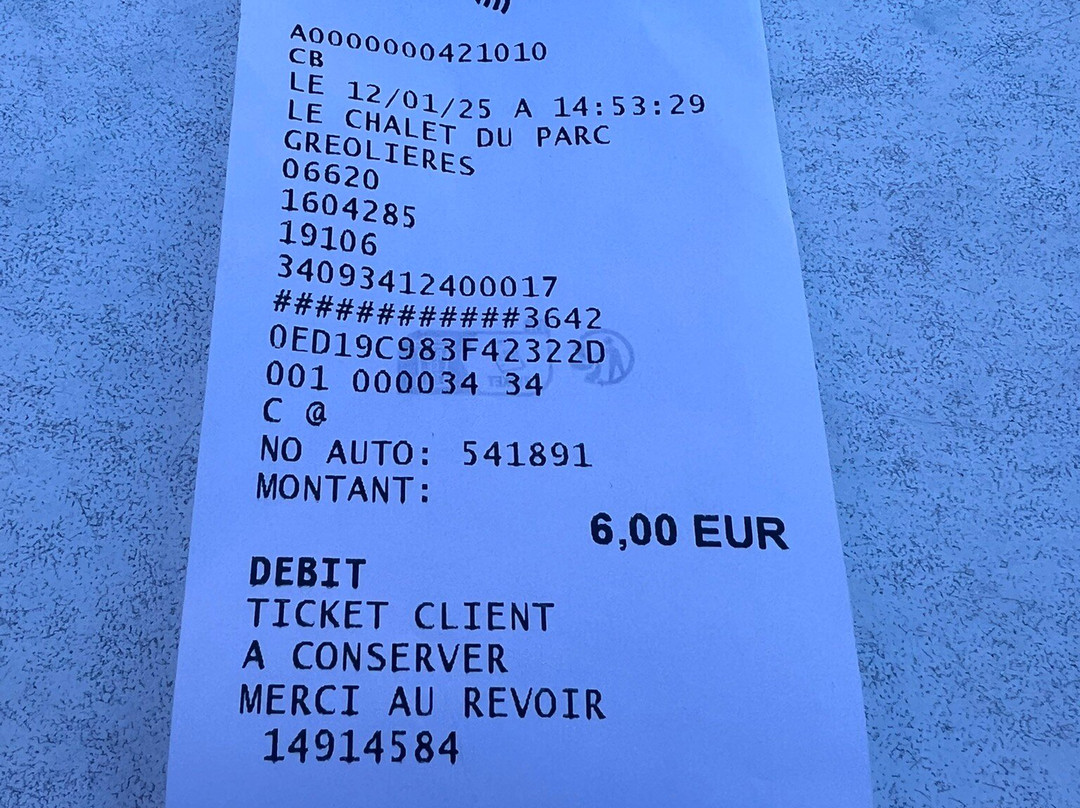 A0000000421010
CB
LE 12/01/25 A 14:53:29
LE CHALET DU PARC
GREOLIERES
06620
1604285
19106
34093412400017
############3642
0ED19C983F42322D
001 000034 34
C @
NO AUTO: 541891
MONTANT:
6,00 EUR
DEBIT
TICKET CLIENT
A CONSERVER
MERCI AU REVOIR
14914584